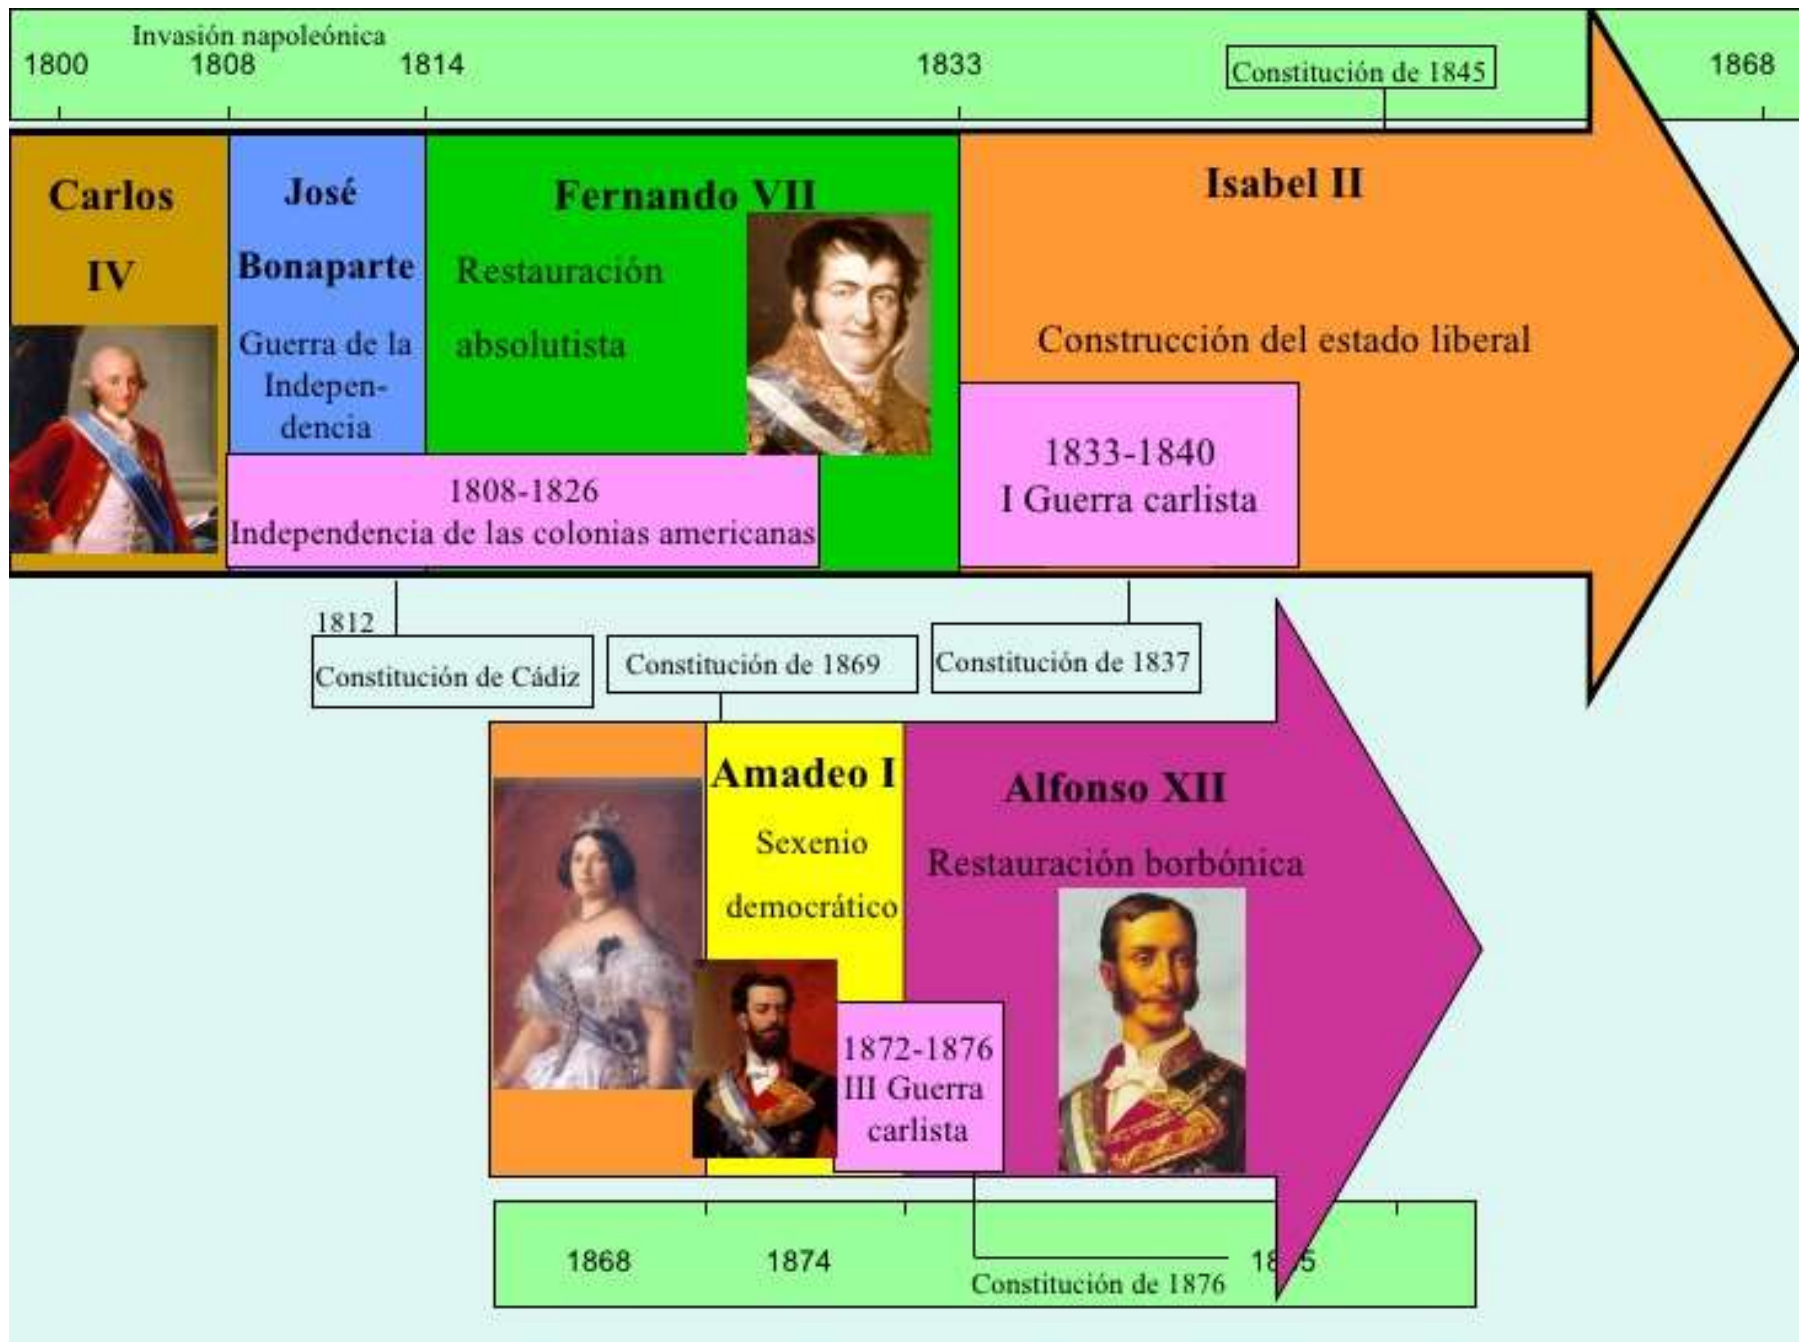 Invasión napoleónica
1800 1808 1814 1833 1868
Constitución de 1845
Carlos
IV
José
Bonaparte
Guerra de la
Indepen-
dencia
Fernando VII
Restauración
absolutista
Isabel II
Construcción del estado liberal
1808-1826
Independencia de las colonias americanas
1833-1840
I Guerra carlista
1812
Constitución de Cádiz
Constitución de 1869
Constitución de 1837
Amadeo I
Sexenio
democrático
Alfonso XII
Restauración borbónica
1872-1876
III Guerra
carlista
1868 1874
Constitución de 1876